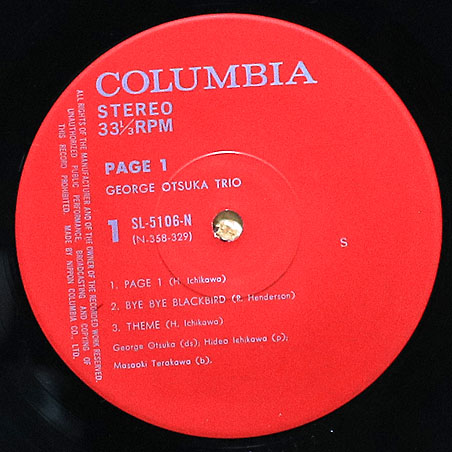 COLUMBIA
STEREO
33⅓RPM
PAGE 1
GEORGE OTSUKA TRIO
1 SL-5106-N
(N-358-329)
S
1. PAGE 1 (H. Ichikawa)
2. BYE BYE BLACKBIRD (R. Henderson)
3. THEME (H. Ichikawa)
George Otsuka (ds); Hideo Ichikawa (p);
Masaoki Terakawa (b),
ALL RIGHTS OF THE MANUFACTURER AND OF THE OWNER OF THE RECORDED WORK RESERVED.
UNAUTHORIZED PUBLIC PERFORMANCE, BROADCASTING AND COPYING OF
THIS RECORD PROHIBITED. MADE BY NIPPON COLUMBIA CO., LTD.